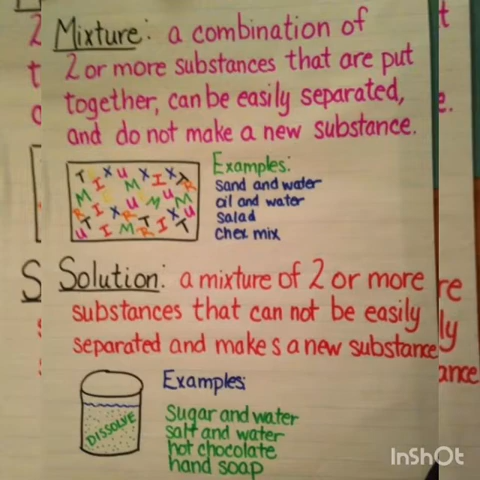 Mixture: a combination of
2 or more substances that are put
together, can be easily separated,
and do not make a new substance.
Examples:
sand and water
oil and water
Salad
chex mix
Solution: a mixture of 2 or more
substances that can not be easily
separated and makes a new substance
Examples:
DISSOLVE
Sugar and water
salt and water
hot chocolate
hand soap
InShOt